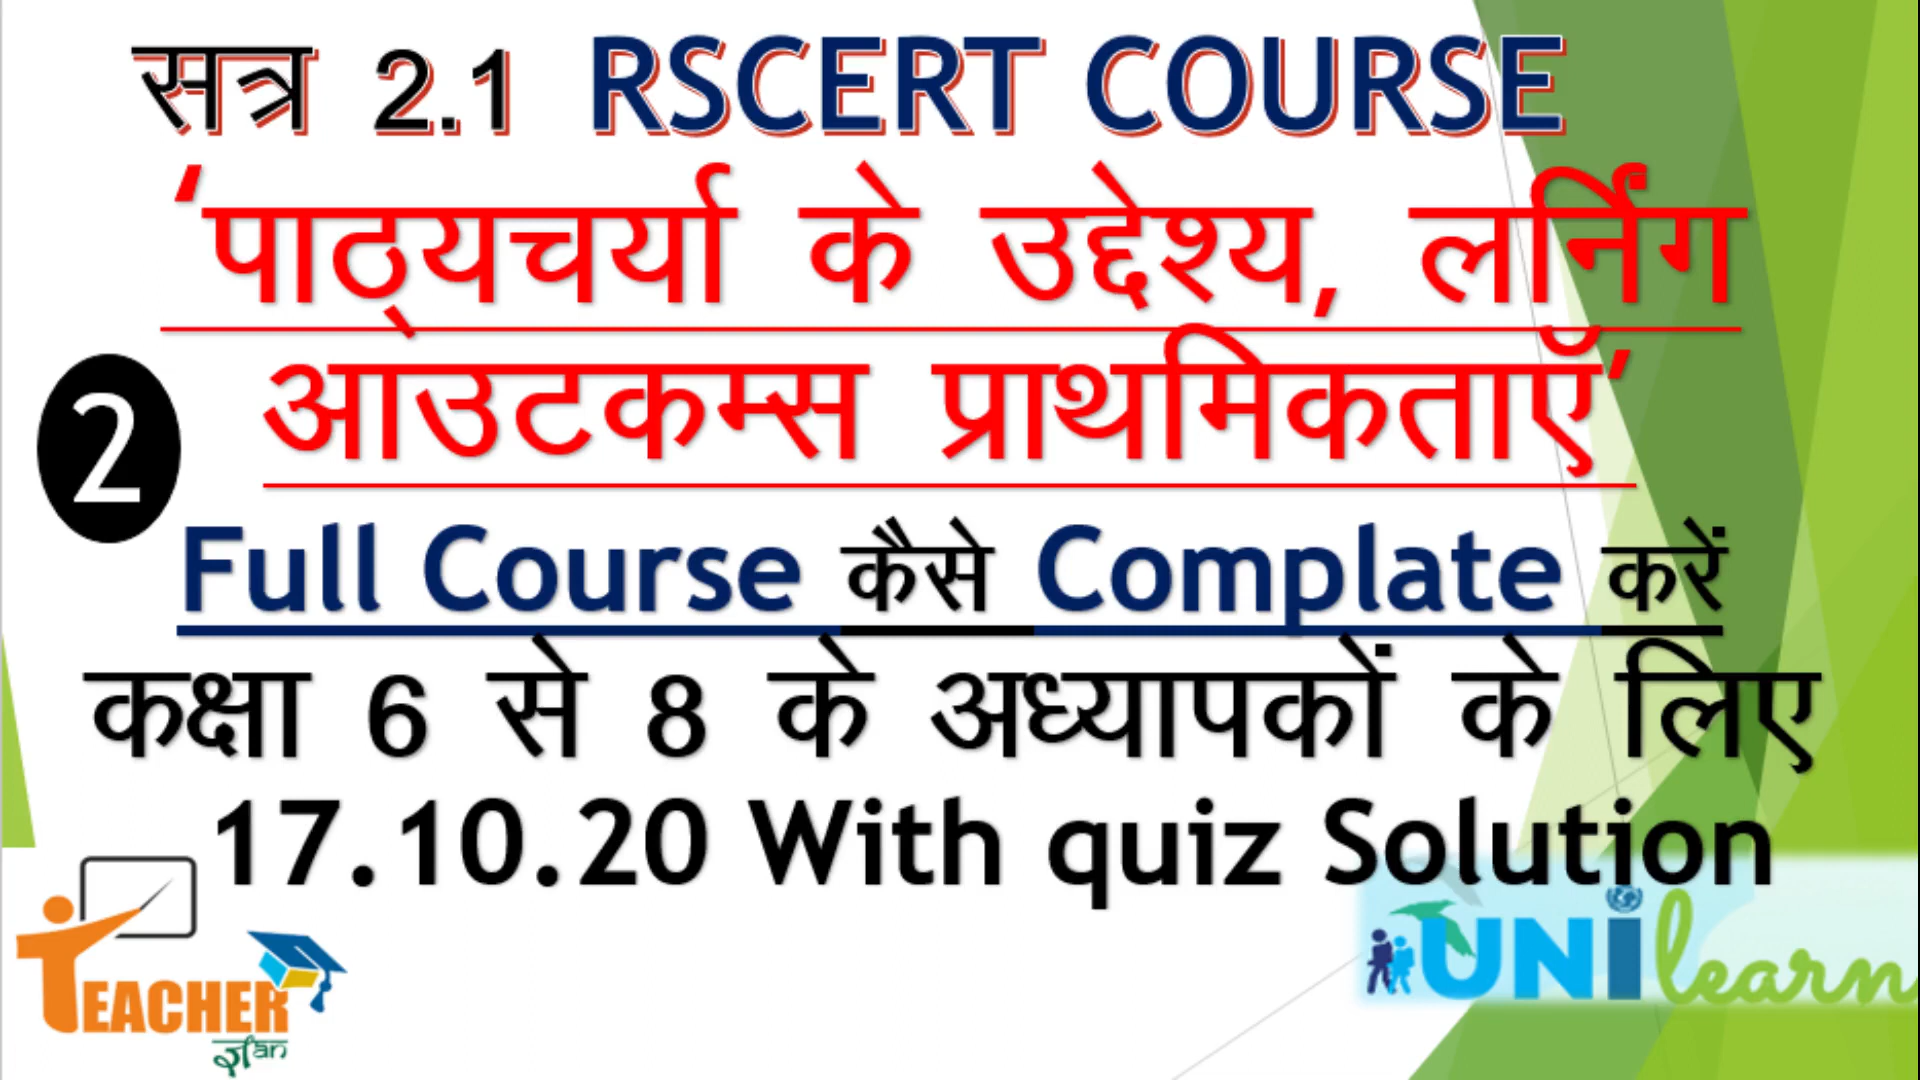 सत्र 2.1 RSCERT COURSE
‘पाठ्यचर्या के उद्देश्य, लर्निंग
आउटकम्स प्राथमिकताऍ’
2
Full Course कैसे Complate करें
कक्षा 6 से 8 के अध्यापकों के लिए
17.10.20 With quiz Solution
TEACHER
ज्ञan
UNilearn